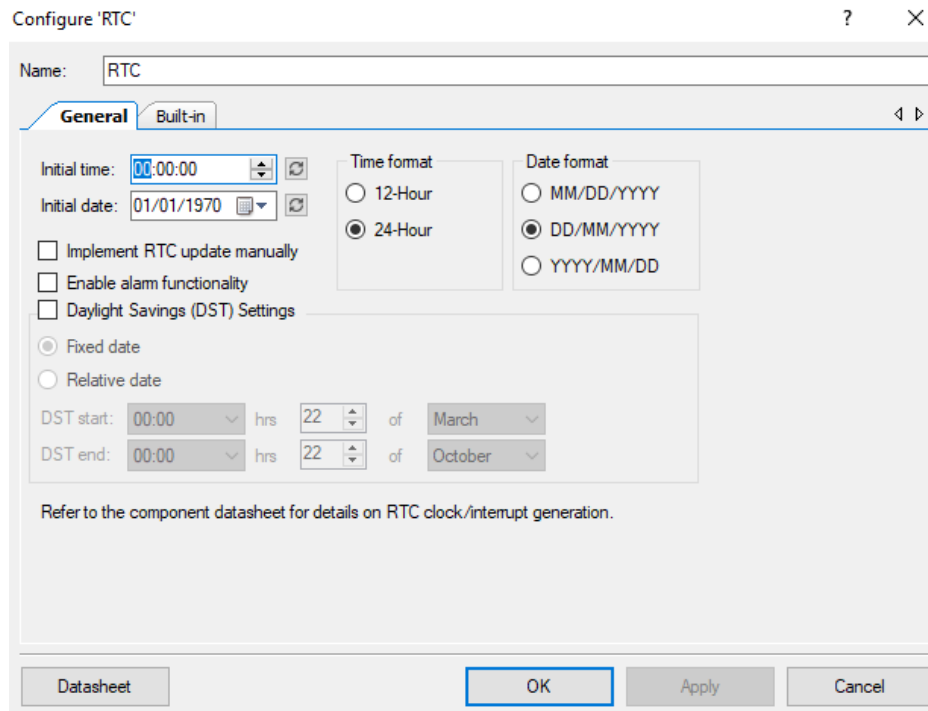 Configure 'RTC'
? ×
Name: RTC
General Built-in
Initial time: 00:00:00
Initial date: 01/01/1970
Time format
12-Hour
24-Hour
Date format
MM/DD/YYYY
DD/MM/YYYY
YYYY/MM/DD
Implement RTC update manually
Enable alarm functionality
Daylight Savings (DST) Settings
Fixed date
Relative date
DST start: 00:00 hrs 22 of March
DST end: 00:00 hrs 22 of October
Refer to the component datasheet for details on RTC clock/interrupt generation.
Datasheet OK Apply Cancel